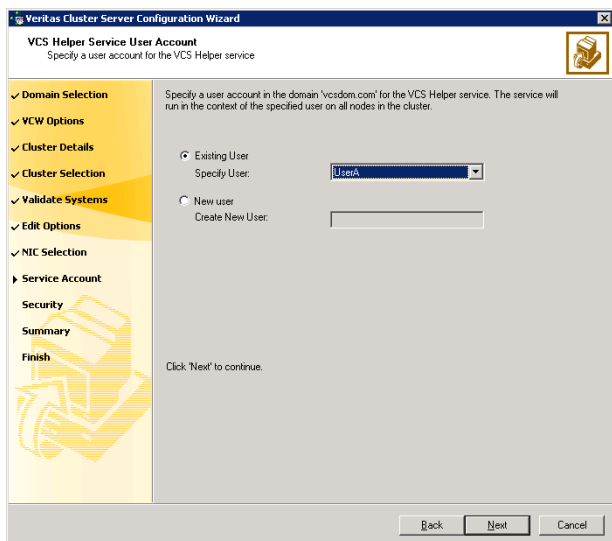 Veritas Cluster Server Configuration Wizard
VCS Helper Service User Account
Specify a user account for the VCS Helper service
Domain Selection
VCW Options
Cluster Details
Cluster Selection
Validate Systems
Edit Options
NIC Selection
Service Account
Security
Summary
Finish
Specify a user account in the domain 'vcsdom.com' for the VCS Helper service. The service will
run in the context of the specified user on all nodes in the cluster.
Existing User
Specify User:
UserA
New user
Create New User:
Click 'Next' to continue.
Back
Next
Cancel